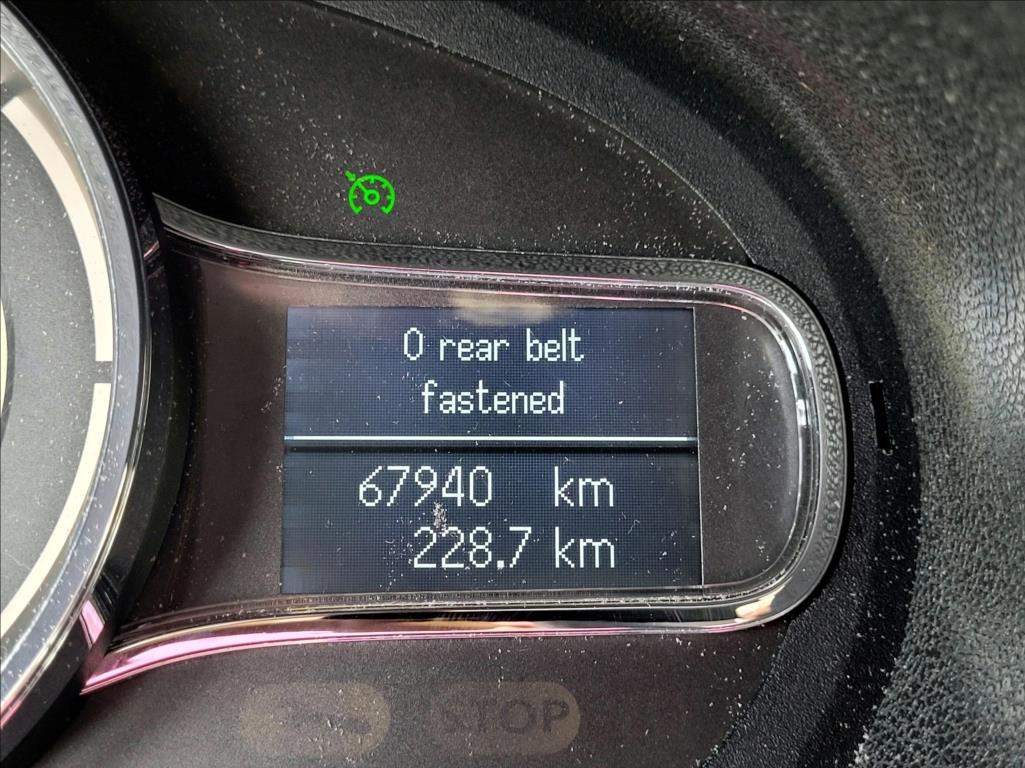 0 rear belt
fastened
67940 km
228.7 km
STOP